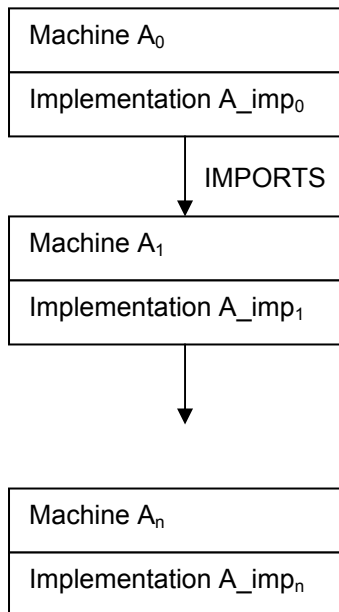 Machine A₀
Implementation A_imp₀
IMPORTS
Machine A₁
Implementation A_imp₁
Machine Aₙ
Implementation A_impₙ